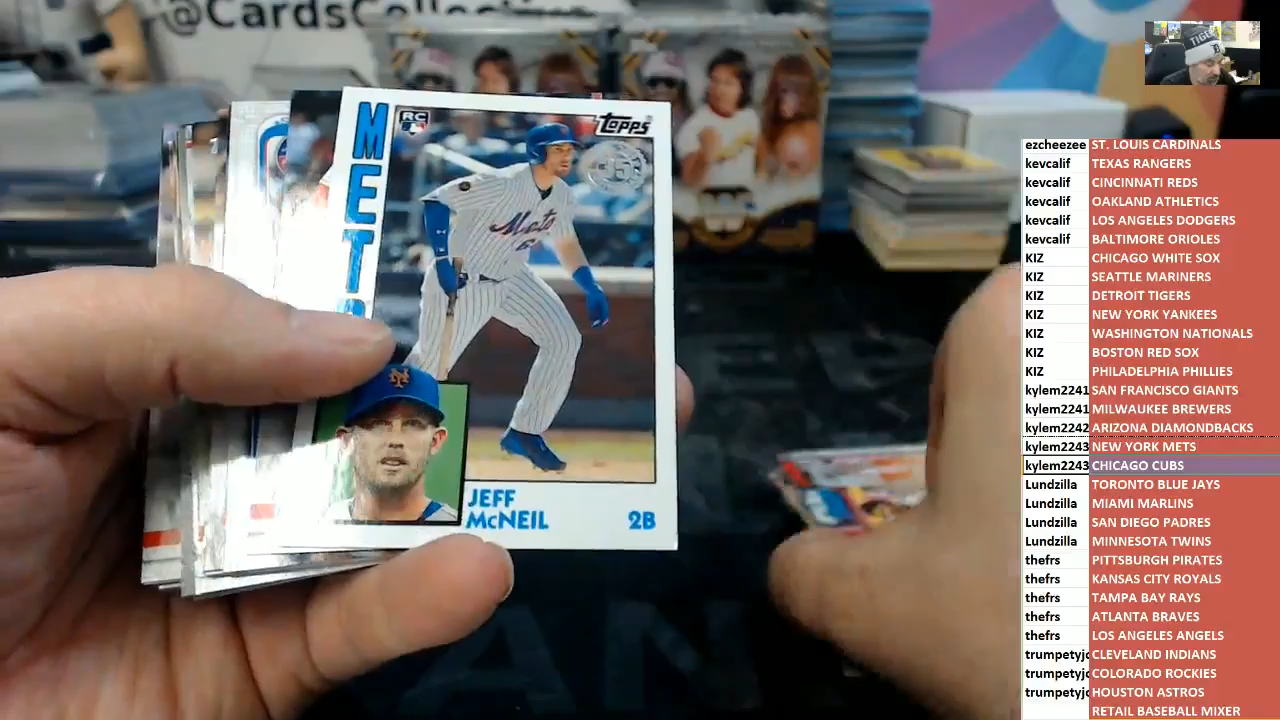 @CardsCollec
TIGE
METS
RC
Topps
35
Mets
JEFF
McNEIL
2B
ezcheezee ST. LOUIS CARDINALS
kevcalif TEXAS RANGERS
kevcalif CINCINNATI REDS
kevcalif OAKLAND ATHLETICS
kevcalif LOS ANGELES DODGERS
kevcalif BALTIMORE ORIOLES
KIZ CHICAGO WHITE SOX
KIZ SEATTLE MARINERS
KIZ DETROIT TIGERS
KIZ NEW YORK YANKEES
KIZ WASHINGTON NATIONALS
KIZ BOSTON RED SOX
KIZ PHILADELPHIA PHILLIES
kylem2241 SAN FRANCISCO GIANTS
kylem2241 MILWAUKEE BREWERS
kylem2242 ARIZONA DIAMONDBACKS
kylem2243 NEW YORK METS
kylem2243 CHICAGO CUBS
Lundzilla TORONTO BLUE JAYS
Lundzilla MIAMI MARLINS
Lundzilla SAN DIEGO PADRES
Lundzilla MINNESOTA TWINS
thefrs PITTSBURGH PIRATES
thefrs KANSAS CITY ROYALS
thefrs TAMPA BAY RAYS
thefrs ATLANTA BRAVES
thefrs LOS ANGELES ANGELS
trumpetyjo CLEVELAND INDIANS
trumpetyjo COLORADO ROCKIES
trumpetyjo HOUSTON ASTROS
RETAIL BASEBALL MIXER